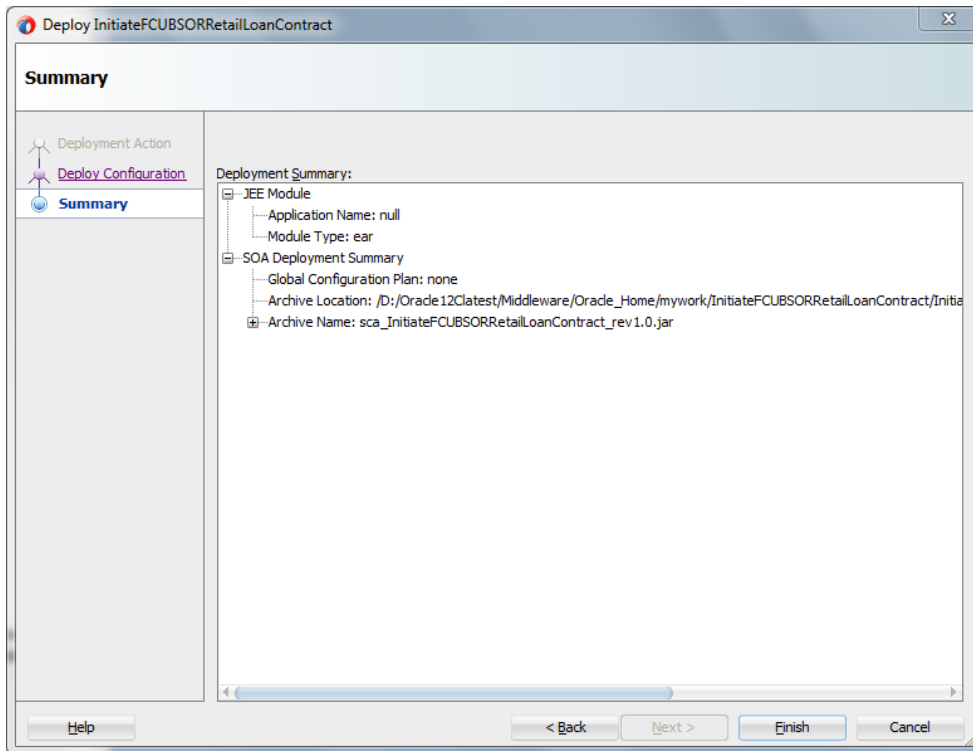 Deploy InitiateFCUBSORRetailLoanContract
Summary
Deployment Action
Deploy Configuration
Summary
Deployment Summary:
JEE Module
Application Name: null
Module Type: ear
SOA Deployment Summary
Global Configuration Plan: none
Archive Location: /D:/Oracle12Clatest/Middleware/Oracle_Home/mywork/InitiateFCUBSORRetailLoanContract/Initia
Archive Name: sca_InitiateFCUBSORRetailLoanContract_rev1.0.jar
Help
< Back
Next >
Finish
Cancel